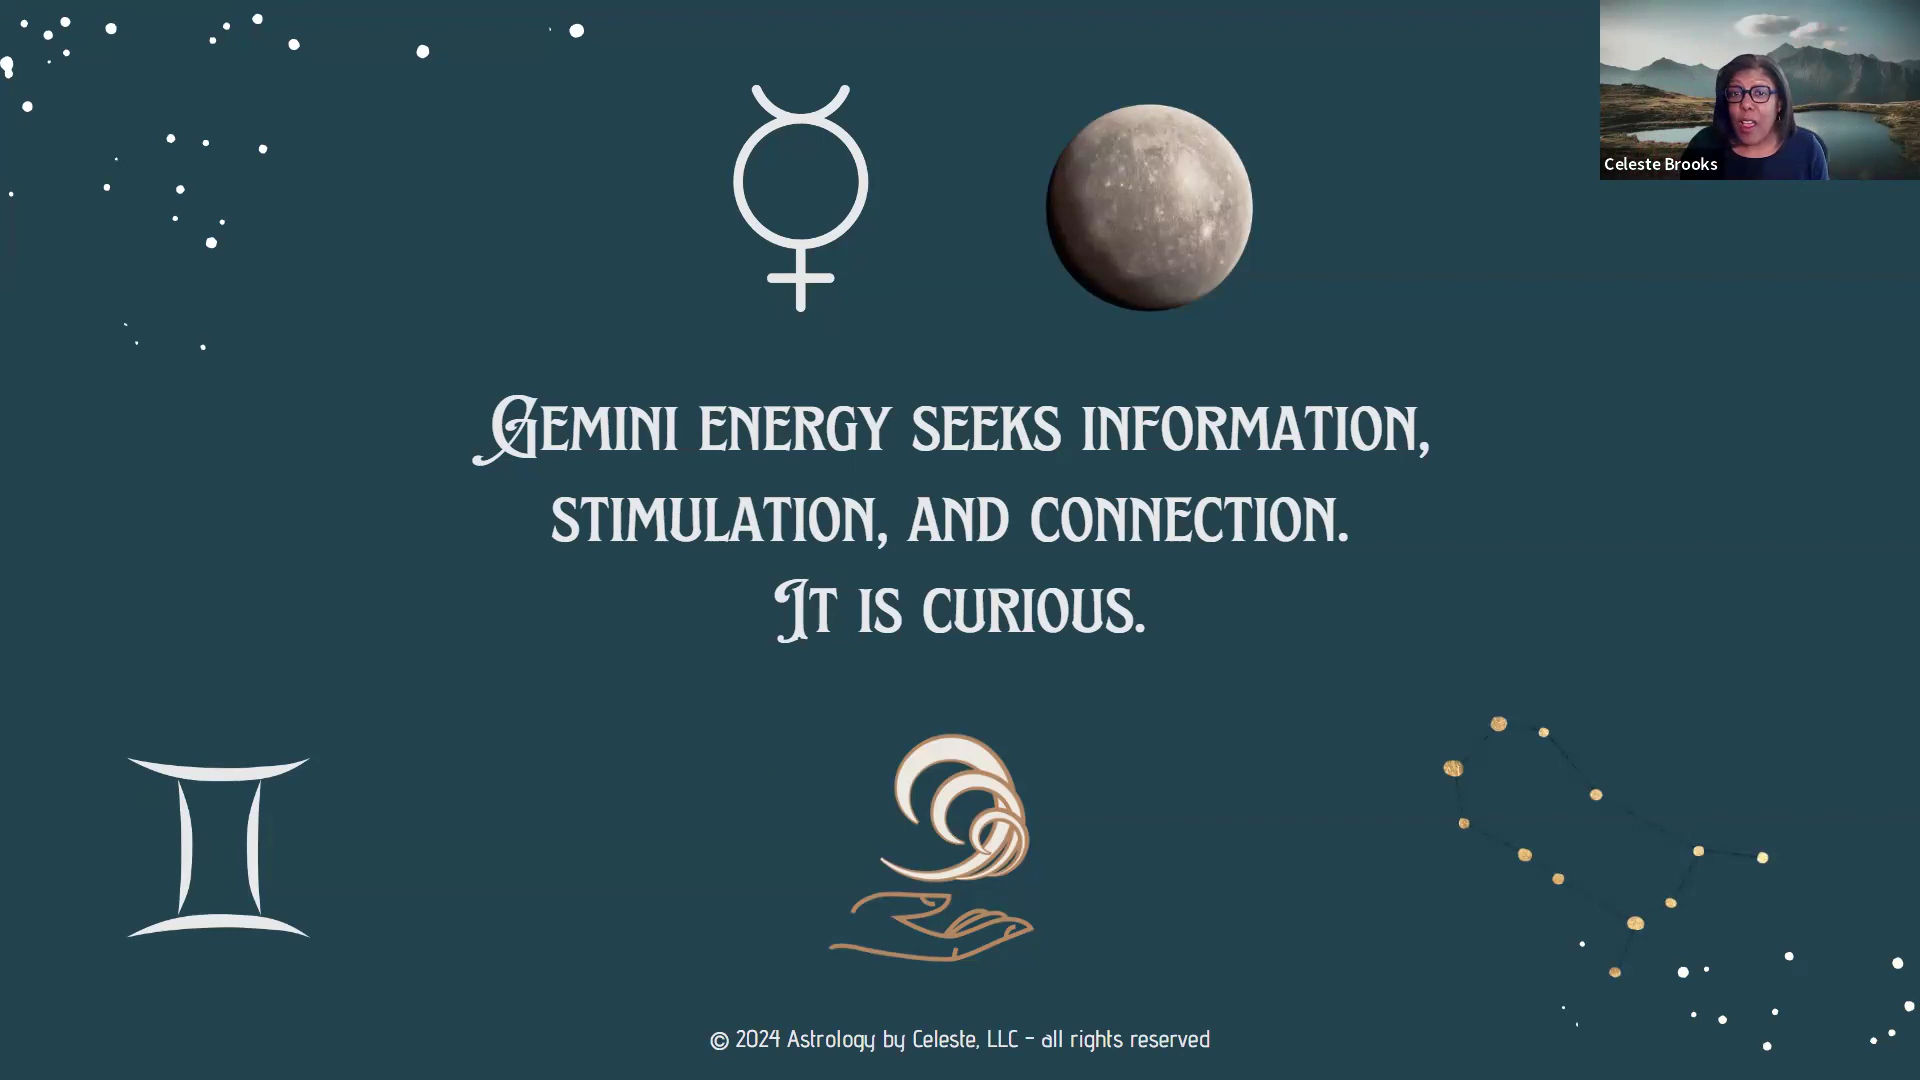 Celeste Brooks
Gemini energy seeks information,
stimulation, and connection.
It is curious.
© 2024 Astrology by Celeste, LLC - all rights reserved